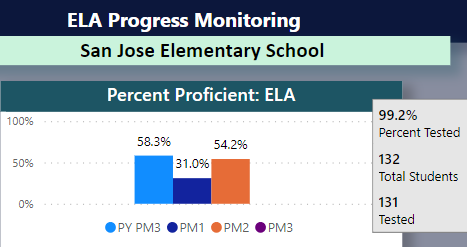 ELA Progress Monitoring
San Jose Elementary School
Percent Proficient: ELA
100%
50%
0%
58.3%
31.0%
54.2%
PY PM3 PM1 PM2 PM3
99.2%
Percent Tested
132
Total Students
131
Tested